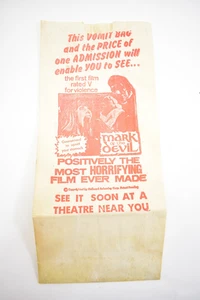 This VOMIT BAG
and the PRICE of
one ADMISSION will
enable YOU to SEE...
the first film
rated V
for violence
mark
of the
DEVIL
POSITIVELY THE
MOST HORRIFYING
FILM EVER MADE
SEE IT SOON AT A
THEATRE NEAR YOU